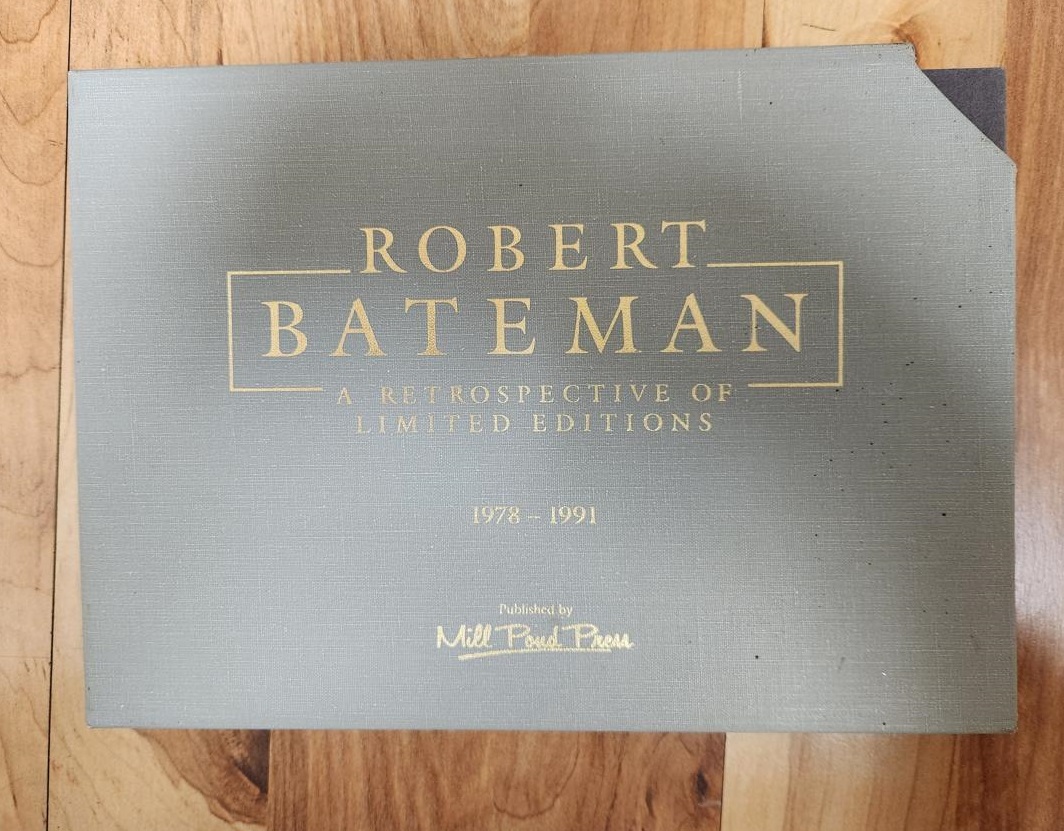 ROBERT
BATEMAN
A RETROSPECTIVE OF
LIMITED EDITIONS
1978 – 1991
Published by
Mill Pond Press